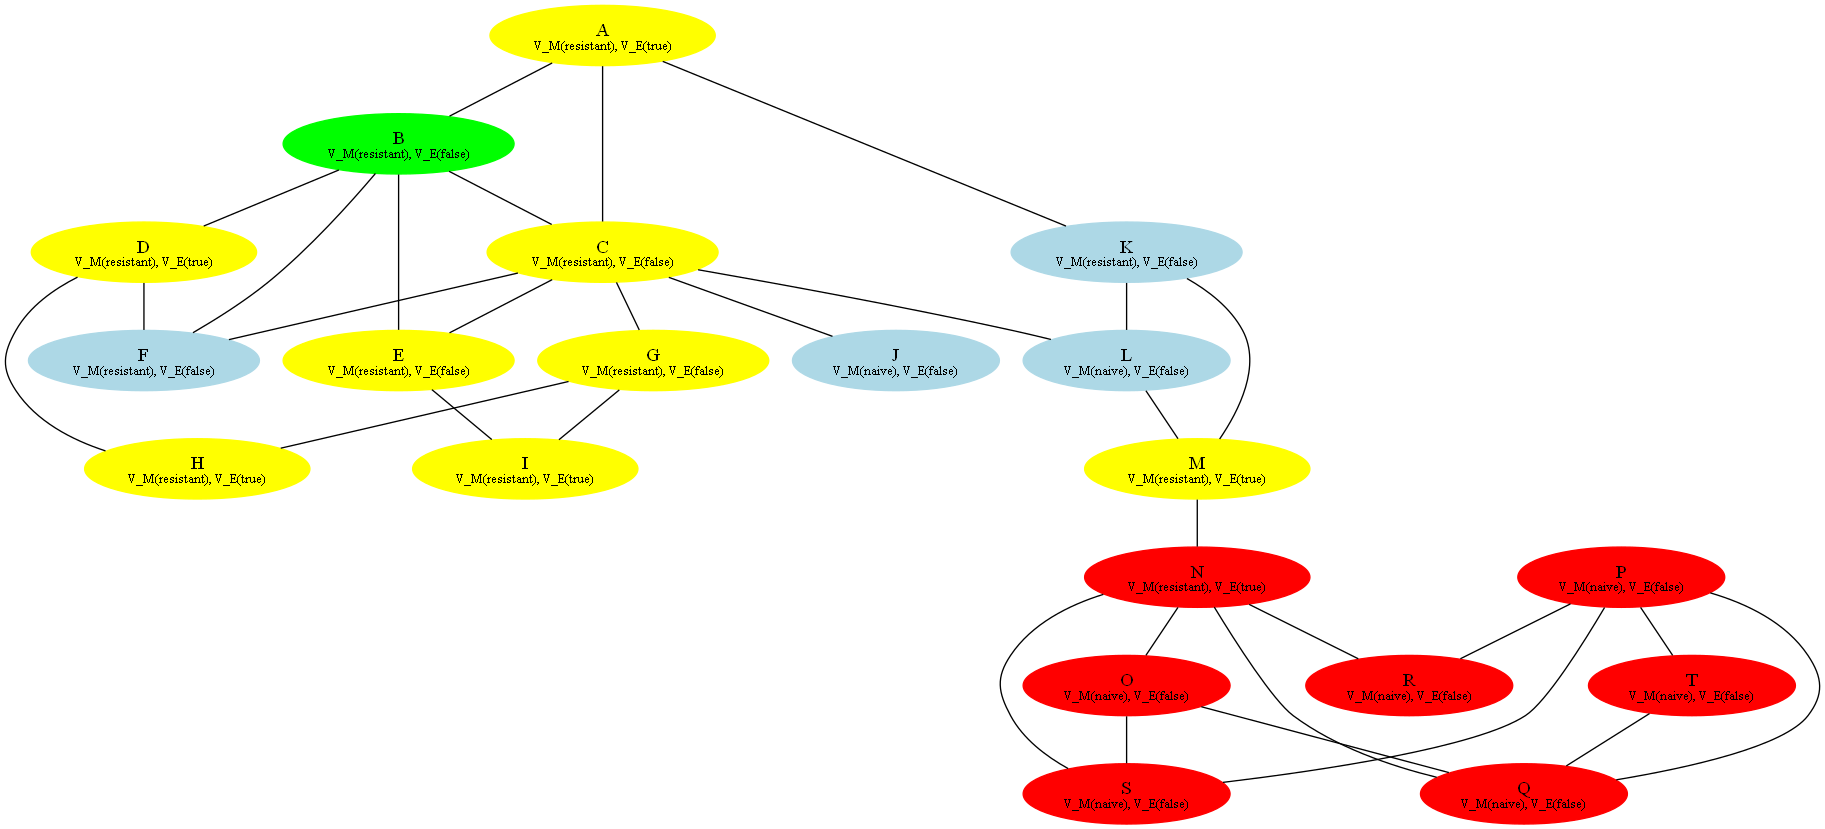 A
V_M(resistant), V_E(true)
B
V_M(resistant), V_E(false)
D
V_M(resistant), V_E(true)
C
V_M(resistant), V_E(false)
K
V_M(resistant), V_E(false)
F
V_M(resistant), V_E(false)
E
V_M(resistant), V_E(false)
G
V_M(resistant), V_E(false)
J
V_M(naive), V_E(false)
L
V_M(naive), V_E(false)
H
V_M(resistant), V_E(true)
I
V_M(resistant), V_E(true)
M
V_M(resistant), V_E(true)
N
V_M(resistant), V_E(true)
P
V_M(naive), V_E(false)
O
V_M(naive), V_E(false)
R
V_M(naive), V_E(false)
T
V_M(naive), V_E(false)
S
V_M(naive), V_E(false)
Q
V_M(naive), V_E(false)